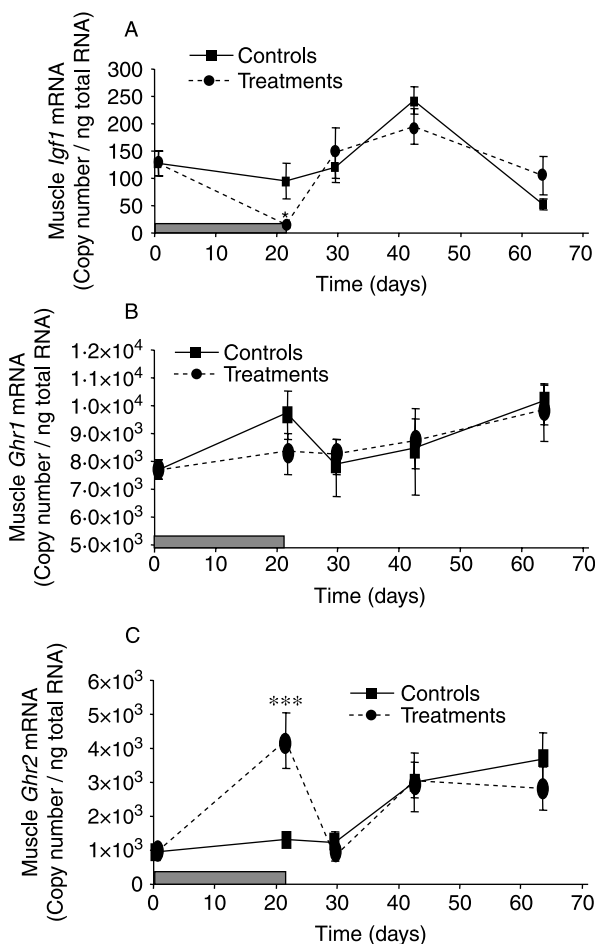 A
Controls
Treatments
Muscle Igf1 mRNA
(Copy number / ng total RNA)
300
250
200
150
100
50
0
*
0 10 20 30 40 50 60 70
Time (days)
B
Controls
Treatments
Muscle Ghr1 mRNA
(Copy number / ng total RNA)
1·2×10⁴
1·1×10⁴
1·0×10⁴
9·0×10³
8·0×10³
7·0×10³
6·0×10³
5·0×10³
0 10 20 30 40 50 60 70
Time (days)
C
Controls
Treatments
Muscle Ghr2 mRNA
(Copy number / ng total RNA)
6×10³
5×10³
4×10³
3×10³
2×10³
1×10³
0
***
0 10 20 30 40 50 60 70
Time (days)